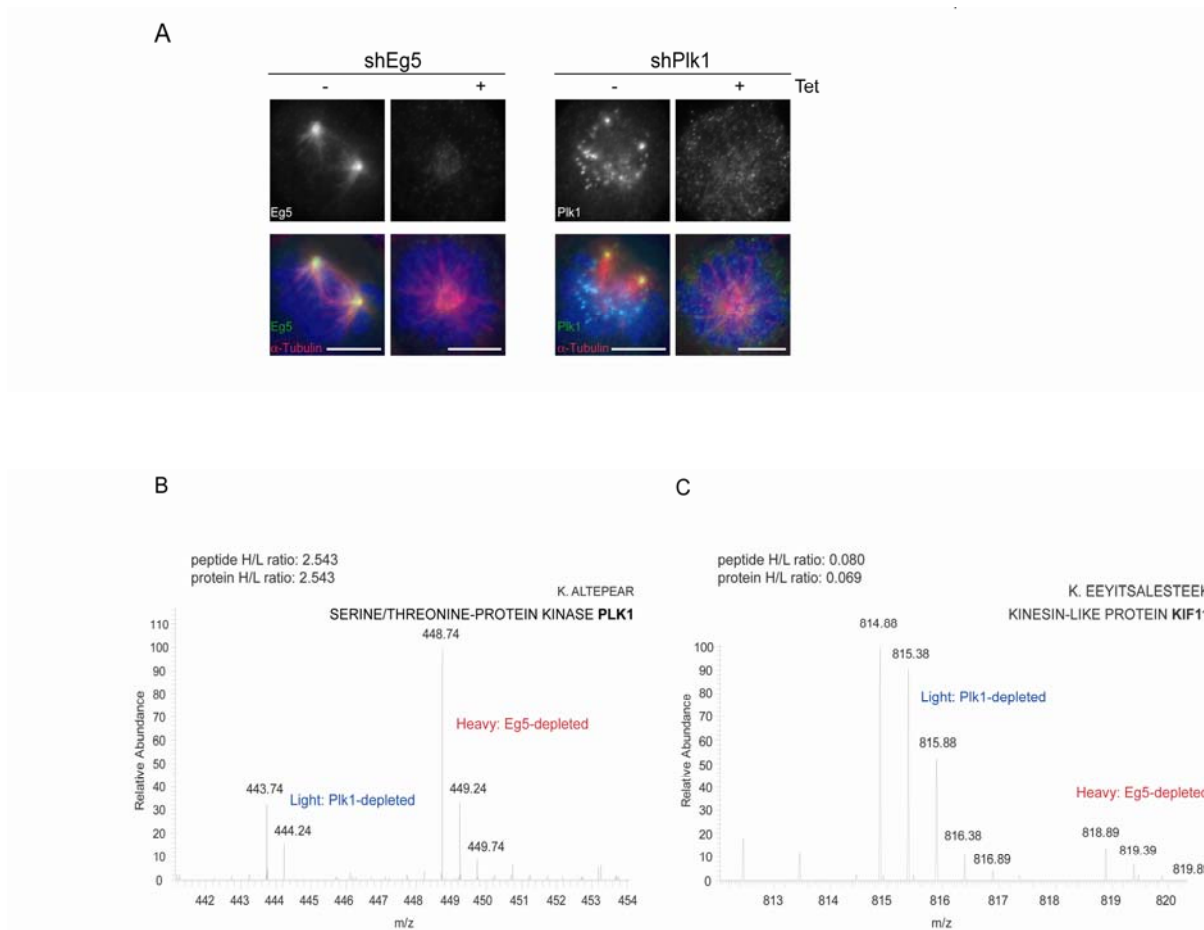 A
shEg5 shPlk1
- + - + Tet
Eg5 Plk1
Eg5 Plk1
α-Tubulin α-Tubulin
B
peptide H/L ratio: 2.543
protein H/L ratio: 2.543
K. ALTEPEAR
SERINE/THREONINE-PROTEIN KINASE PLK1
448.74
Heavy: Eg5-depleted
443.74
Light: Plk1-depleted
449.24
444.24
449.74
Relative Abundance
110
100
90
80
70
60
50
40
30
20
10
0
442 443 444 445 446 447 448 449 450 451 452 453 454
m/z
C
peptide H/L ratio: 0.080
protein H/L ratio: 0.069
K. EEYITSALESTEEK
KINESIN-LIKE PROTEIN
814.88
815.38
Light: Plk1-depleted
815.88
Heavy: Eg5-depleted
818.89
816.38
819.39
816.89
Relative Abundance
100
90
80
70
60
50
40
30
20
10
0
813 814 815 816 817 818 819 820
m/z